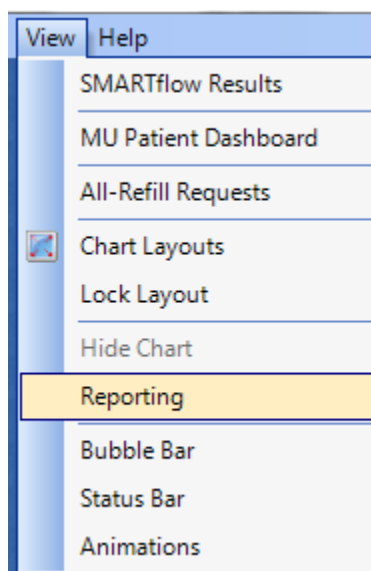 View Help
SMARTflow Results
MU Patient Dashboard
All-Refill Requests
Chart Layouts
Lock Layout
Hide Chart
Reporting
Bubble Bar
Status Bar
Animations